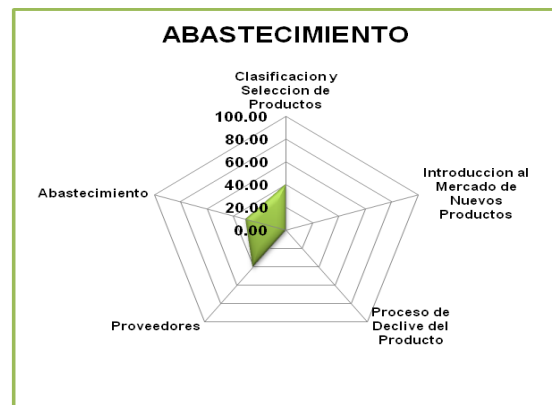 ABASTECIMIENTO
Clasificacion y
Seleccion de
Productos
100.00
80.00
60.00
40.00
20.00
0.00
Introduccion al
Mercado de
Nuevos
Productos
Proceso de
Declive del
Producto
Proveedores
Abastecimiento